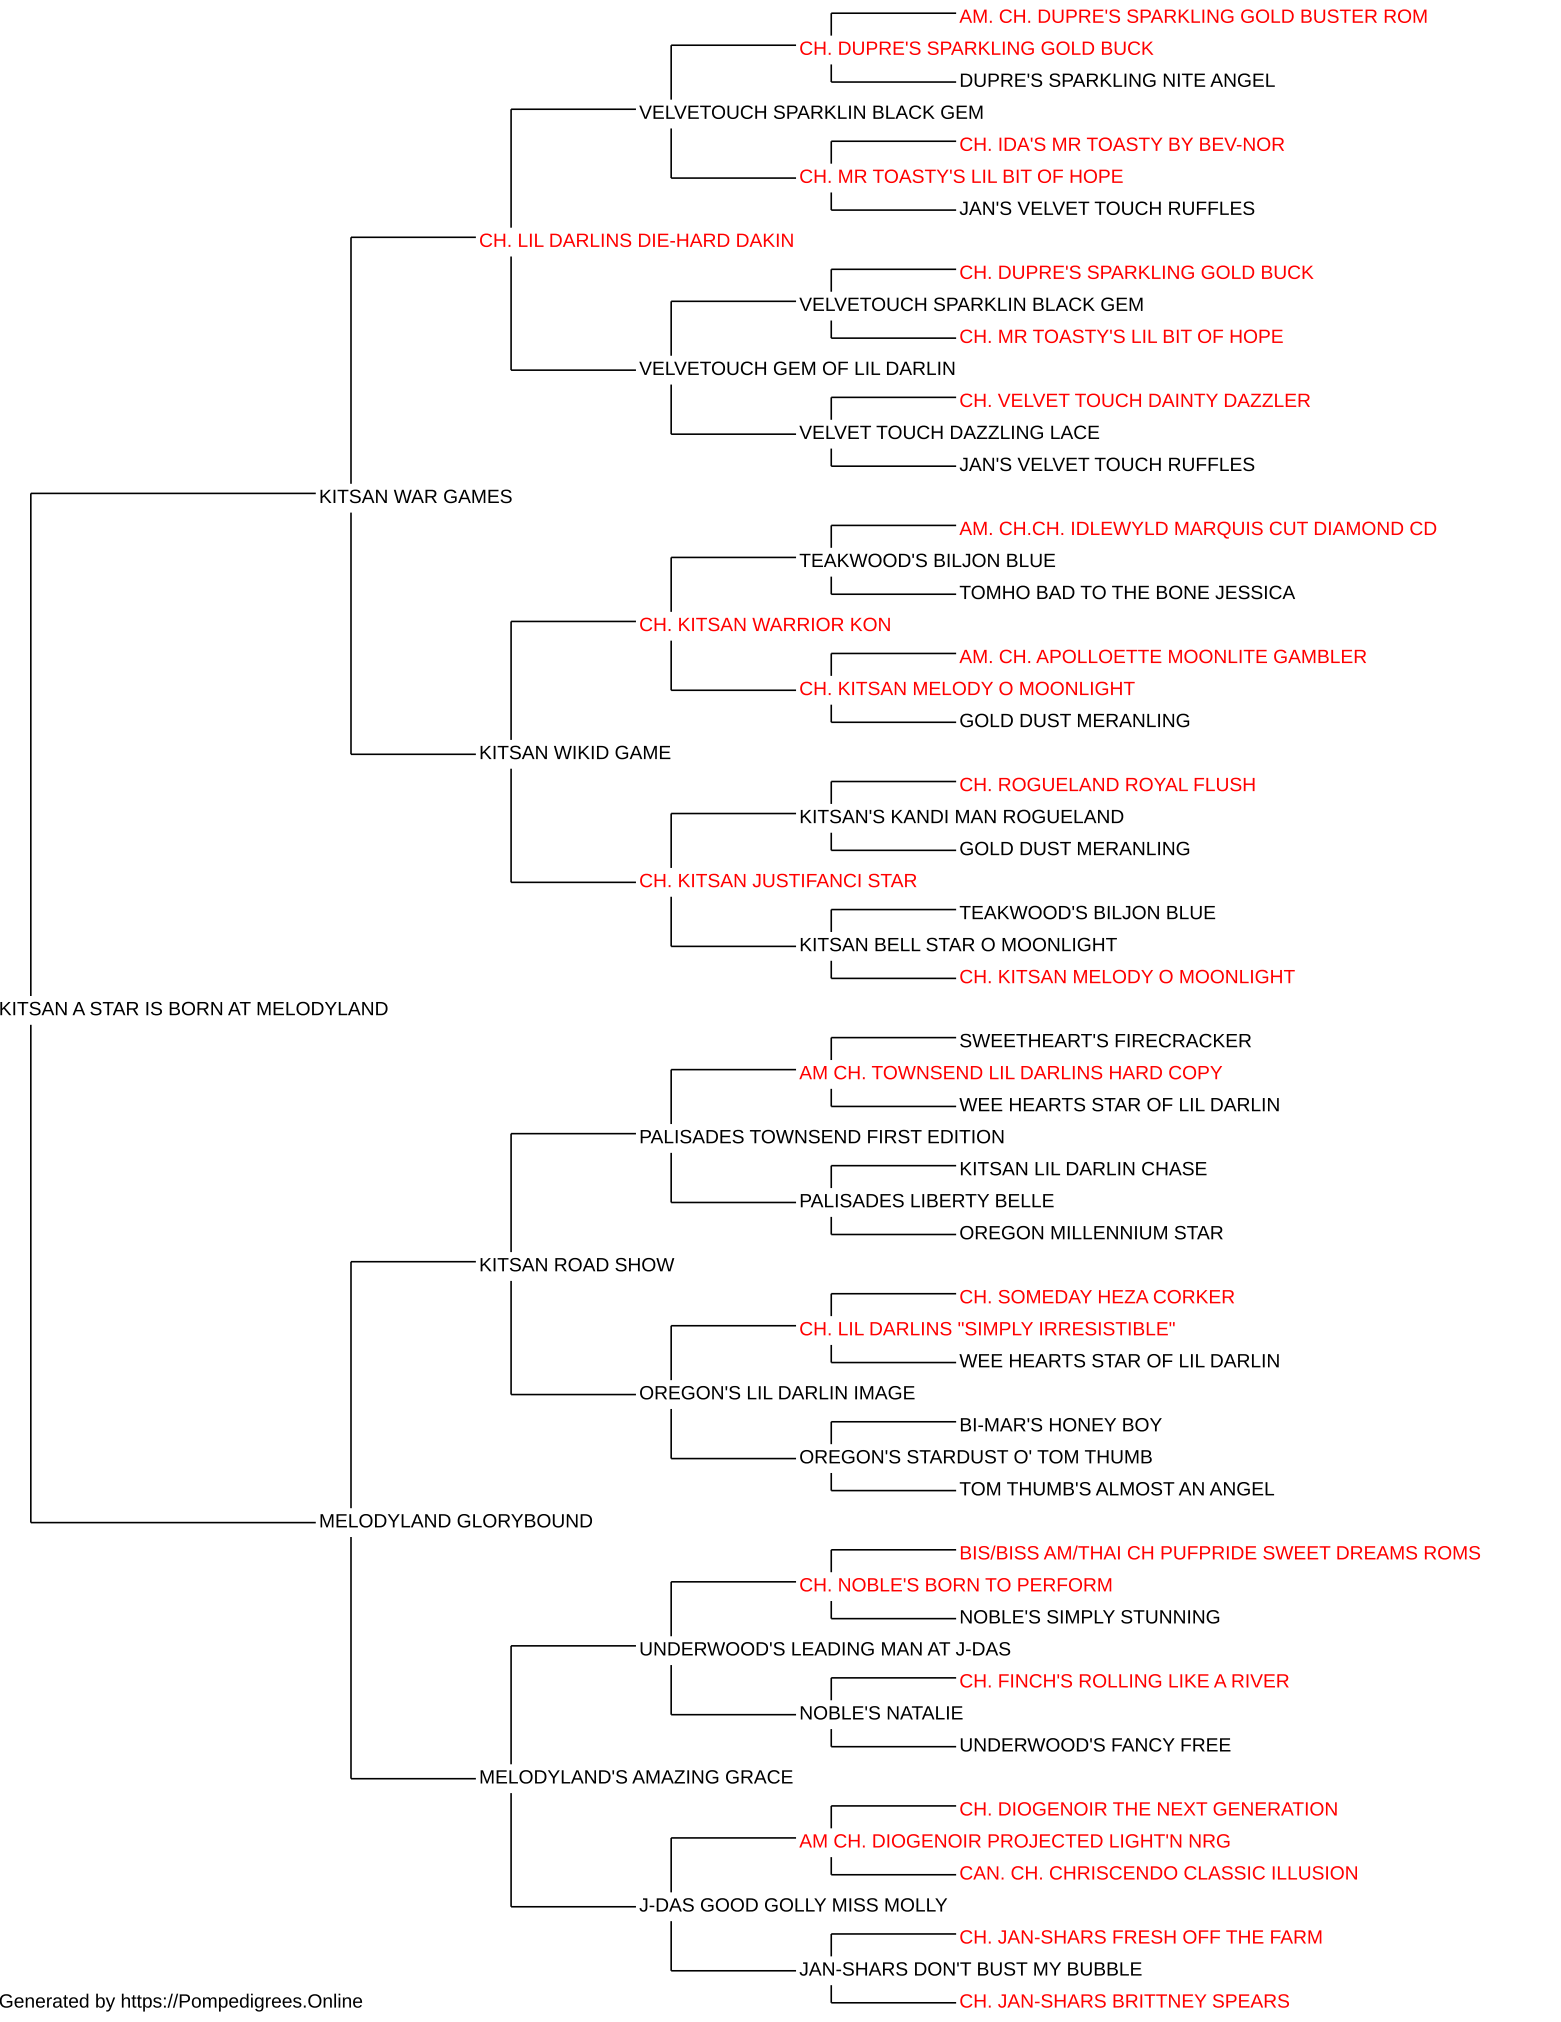 AM. CH. DUPRE'S SPARKLING GOLD BUSTER ROM
CH. DUPRE'S SPARKLING GOLD BUCK
DUPRE'S SPARKLING NITE ANGEL
VELVETOUCH SPARKLIN BLACK GEM
CH. IDA'S MR TOASTY BY BEV-NOR
CH. MR TOASTY'S LIL BIT OF HOPE
JAN'S VELVET TOUCH RUFFLES
CH. LIL DARLINS DIE-HARD DAKIN
CH. DUPRE'S SPARKLING GOLD BUCK
VELVETOUCH SPARKLIN BLACK GEM
CH. MR TOASTY'S LIL BIT OF HOPE
VELVETOUCH GEM OF LIL DARLIN
CH. VELVET TOUCH DAINTY DAZZLER
VELVET TOUCH DAZZLING LACE
JAN'S VELVET TOUCH RUFFLES
KITSAN WAR GAMES
AM. CH.CH. IDLEWYLD MARQUIS CUT DIAMOND CD
TEAKWOOD'S BILJON BLUE
TOMHO BAD TO THE BONE JESSICA
CH. KITSAN WARRIOR KON
AM. CH. APOLLOETTE MOONLITE GAMBLER
CH. KITSAN MELODY O MOONLIGHT
GOLD DUST MERANLING
KITSAN WIKID GAME
CH. ROGUELAND ROYAL FLUSH
KITSAN'S KANDI MAN ROGUELAND
GOLD DUST MERANLING
CH. KITSAN JUSTIFANCI STAR
TEAKWOOD'S BILJON BLUE
KITSAN BELL STAR O MOONLIGHT
CH. KITSAN MELODY O MOONLIGHT
KITSAN A STAR IS BORN AT MELODYLAND
SWEETHEART'S FIRECRACKER
AM CH. TOWNSEND LIL DARLINS HARD COPY
WEE HEARTS STAR OF LIL DARLIN
PALISADES TOWNSEND FIRST EDITION
KITSAN LIL DARLIN CHASE
PALISADES LIBERTY BELLE
OREGON MILLENNIUM STAR
KITSAN ROAD SHOW
CH. SOMEDAY HEZA CORKER
CH. LIL DARLINS "SIMPLY IRRESISTIBLE"
WEE HEARTS STAR OF LIL DARLIN
OREGON'S LIL DARLIN IMAGE
BI-MAR'S HONEY BOY
OREGON'S STARDUST O' TOM THUMB
TOM THUMB'S ALMOST AN ANGEL
MELODYLAND GLORYBOUND
BIS/BISS AM/THAI CH PUFPRIDE SWEET DREAMS ROMS
CH. NOBLE'S BORN TO PERFORM
NOBLE'S SIMPLY STUNNING
UNDERWOOD'S LEADING MAN AT J-DAS
CH. FINCH'S ROLLING LIKE A RIVER
NOBLE'S NATALIE
UNDERWOOD'S FANCY FREE
MELODYLAND'S AMAZING GRACE
CH. DIOGENOIR THE NEXT GENERATION
AM CH. DIOGENOIR PROJECTED LIGHT'N NRG
CAN. CH. CHRISCENDO CLASSIC ILLUSION
J-DAS GOOD GOLLY MISS MOLLY
CH. JAN-SHARS FRESH OFF THE FARM
JAN-SHARS DON'T BUST MY BUBBLE
CH. JAN-SHARS BRITTNEY SPEARS
Generated by https://Pompedigrees.Online